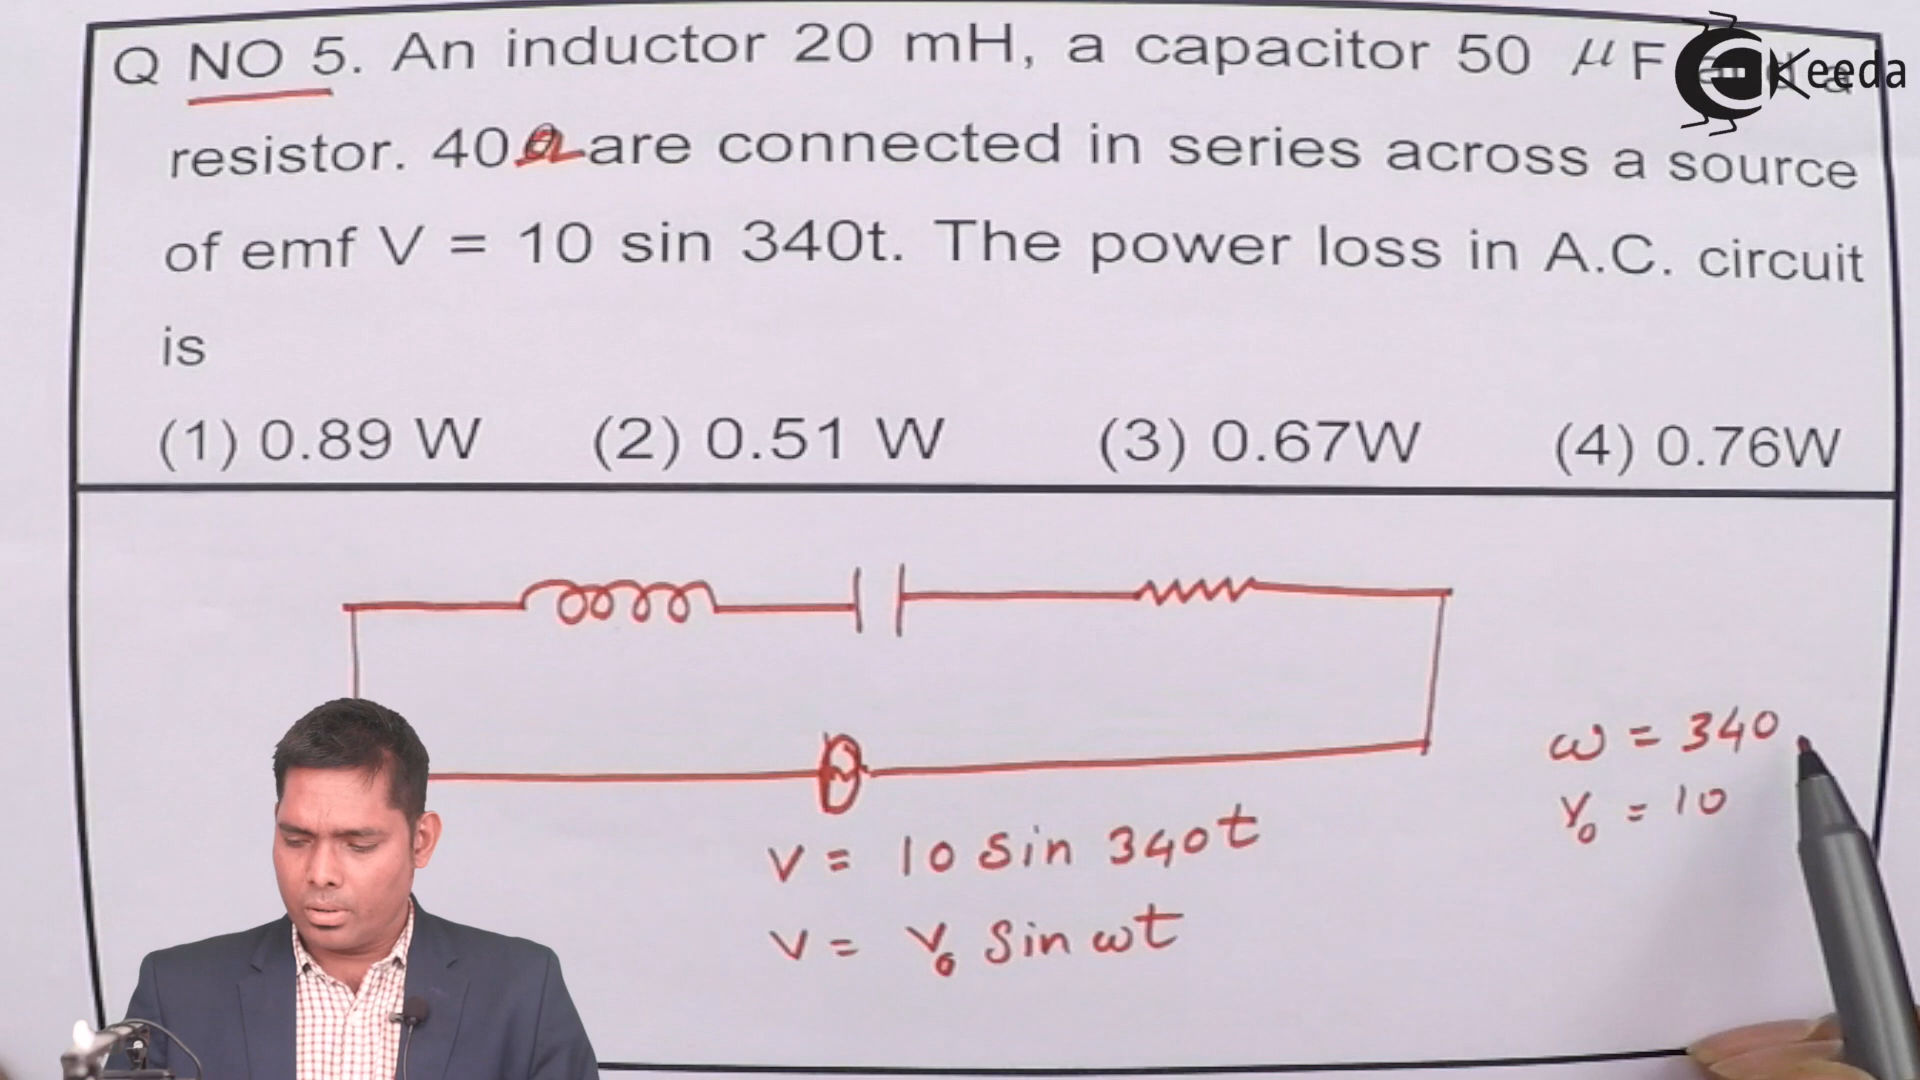 Q NO 5. An inductor 20 mH, a capacitor 50 μF and a
resistor. 40Ω are connected in series across a source
of emf V = 10 sin 340t. The power loss in A.C. circuit
is
(1) 0.89 W (2) 0.51 W (3) 0.67W (4) 0.76W
Keeda
ω = 340
V₀ = 10
V = 10 sin 340t
V = V₀ sin ωt